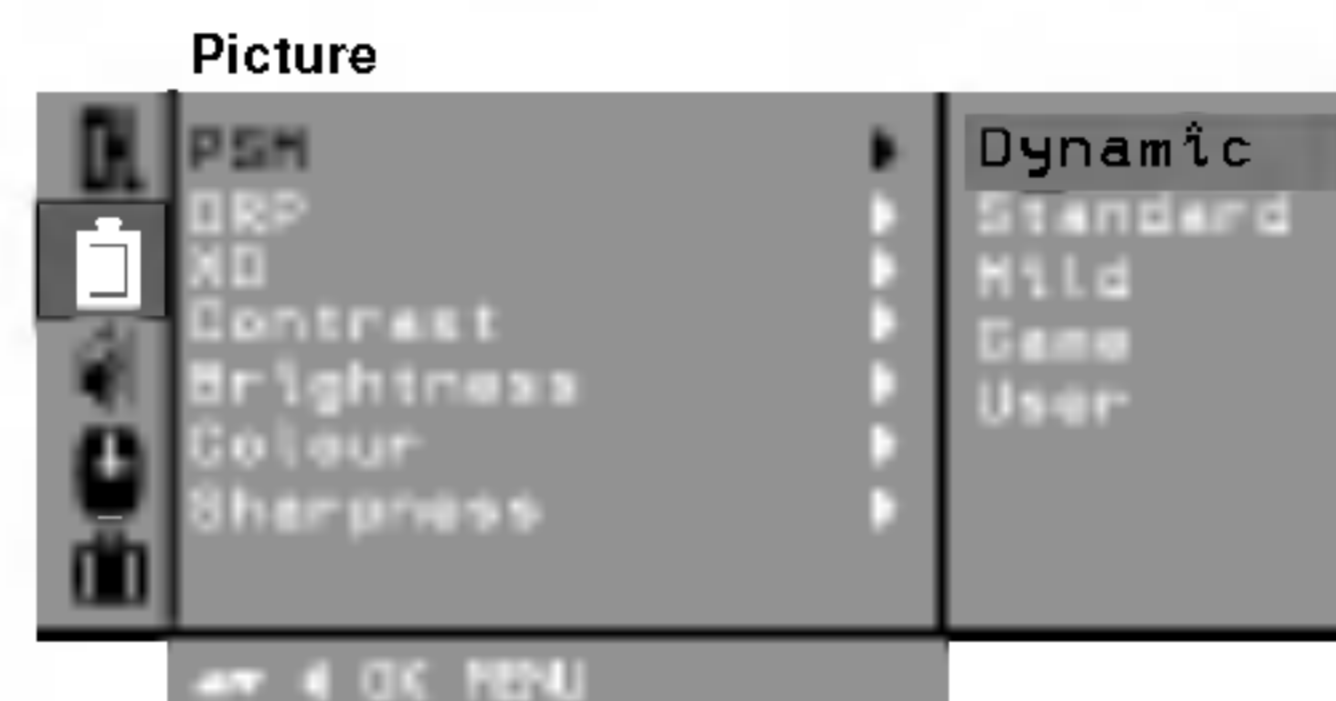 Picture
PSM
DRP
XD
Contrast
Brightness
Colour
Sharpness
Dynamic
Standard
Mild
Game
User
OK MENU